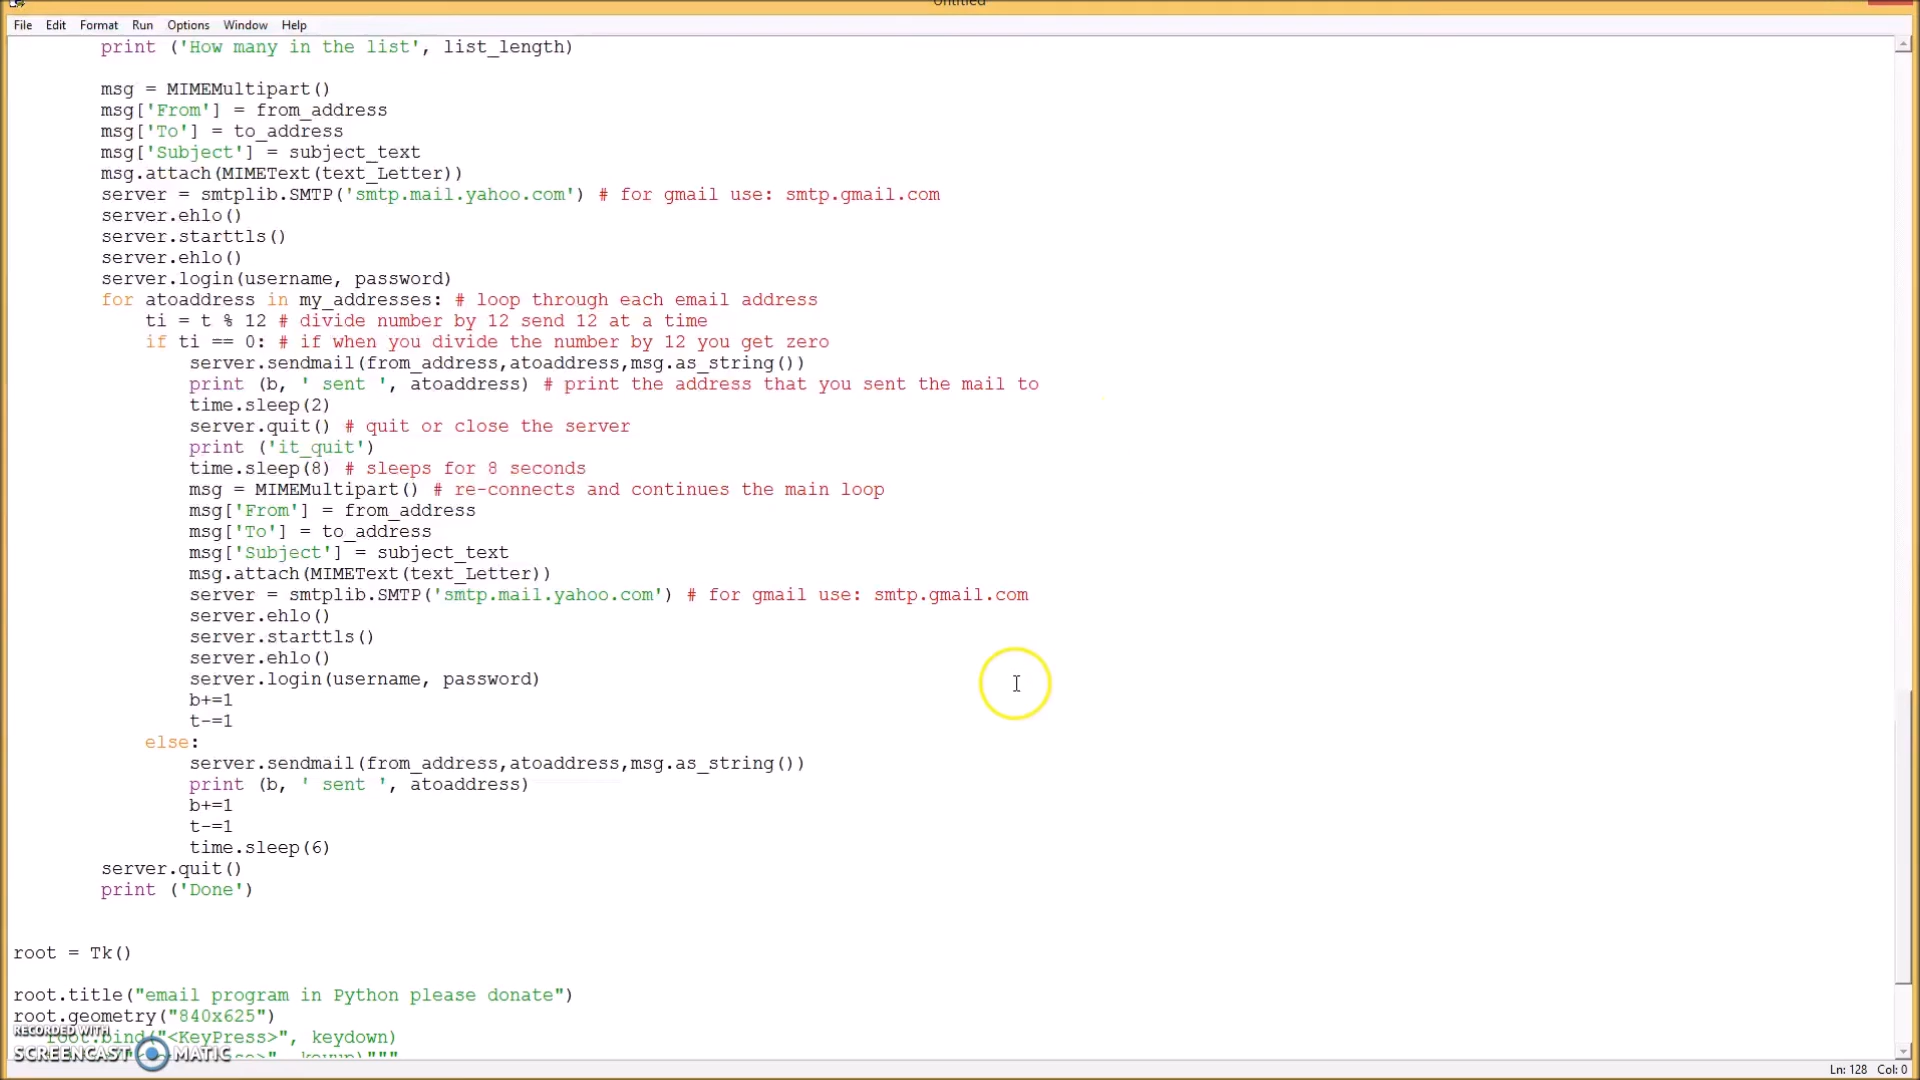 Untitled
File Edit Format Run Options Window Help
print ('How many in the list', list_length)
msg = MIMEMultipart()
msg['From'] = from_address
msg['To'] = to_address
msg['Subject'] = subject_text
msg.attach(MIMEText(text_Letter))
server = smtplib.SMTP('smtp.mail.yahoo.com') # for gmail use: smtp.gmail.com
server.ehlo()
server.starttls()
server.ehlo()
server.login(username, password)
for atoaddress in my_addresses: # loop through each email address
ti = t % 12 # divide number by 12 send 12 at a time
if ti == 0: # if when you divide the number by 12 you get zero
server.sendmail(from_address,atoaddress,msg.as_string())
print (b, ' sent ', atoaddress) # print the address that you sent the mail to
time.sleep(2)
server.quit() # quit or close the server
print ('it_quit')
time.sleep(8) # sleeps for 8 seconds
msg = MIMEMultipart() # re-connects and continues the main loop
msg['From'] = from_address
msg['To'] = to_address
msg['Subject'] = subject_text
msg.attach(MIMEText(text_Letter))
server = smtplib.SMTP('smtp.mail.yahoo.com') # for gmail use: smtp.gmail.com
server.ehlo()
server.starttls()
server.ehlo()
server.login(username, password)
b+=1
t-=1
else:
server.sendmail(from_address,atoaddress,msg.as_string())
print (b, ' sent ', atoaddress)
b+=1
t-=1
time.sleep(6)
server.quit()
print ('Done')
root = Tk()
root.title("email program in Python please donate")
root.geometry("840x625")
root.bind("<KeyPress>", keydown)
RECORDED WITH
SCREENCAST MATIC
Ln: 128 Col: 0